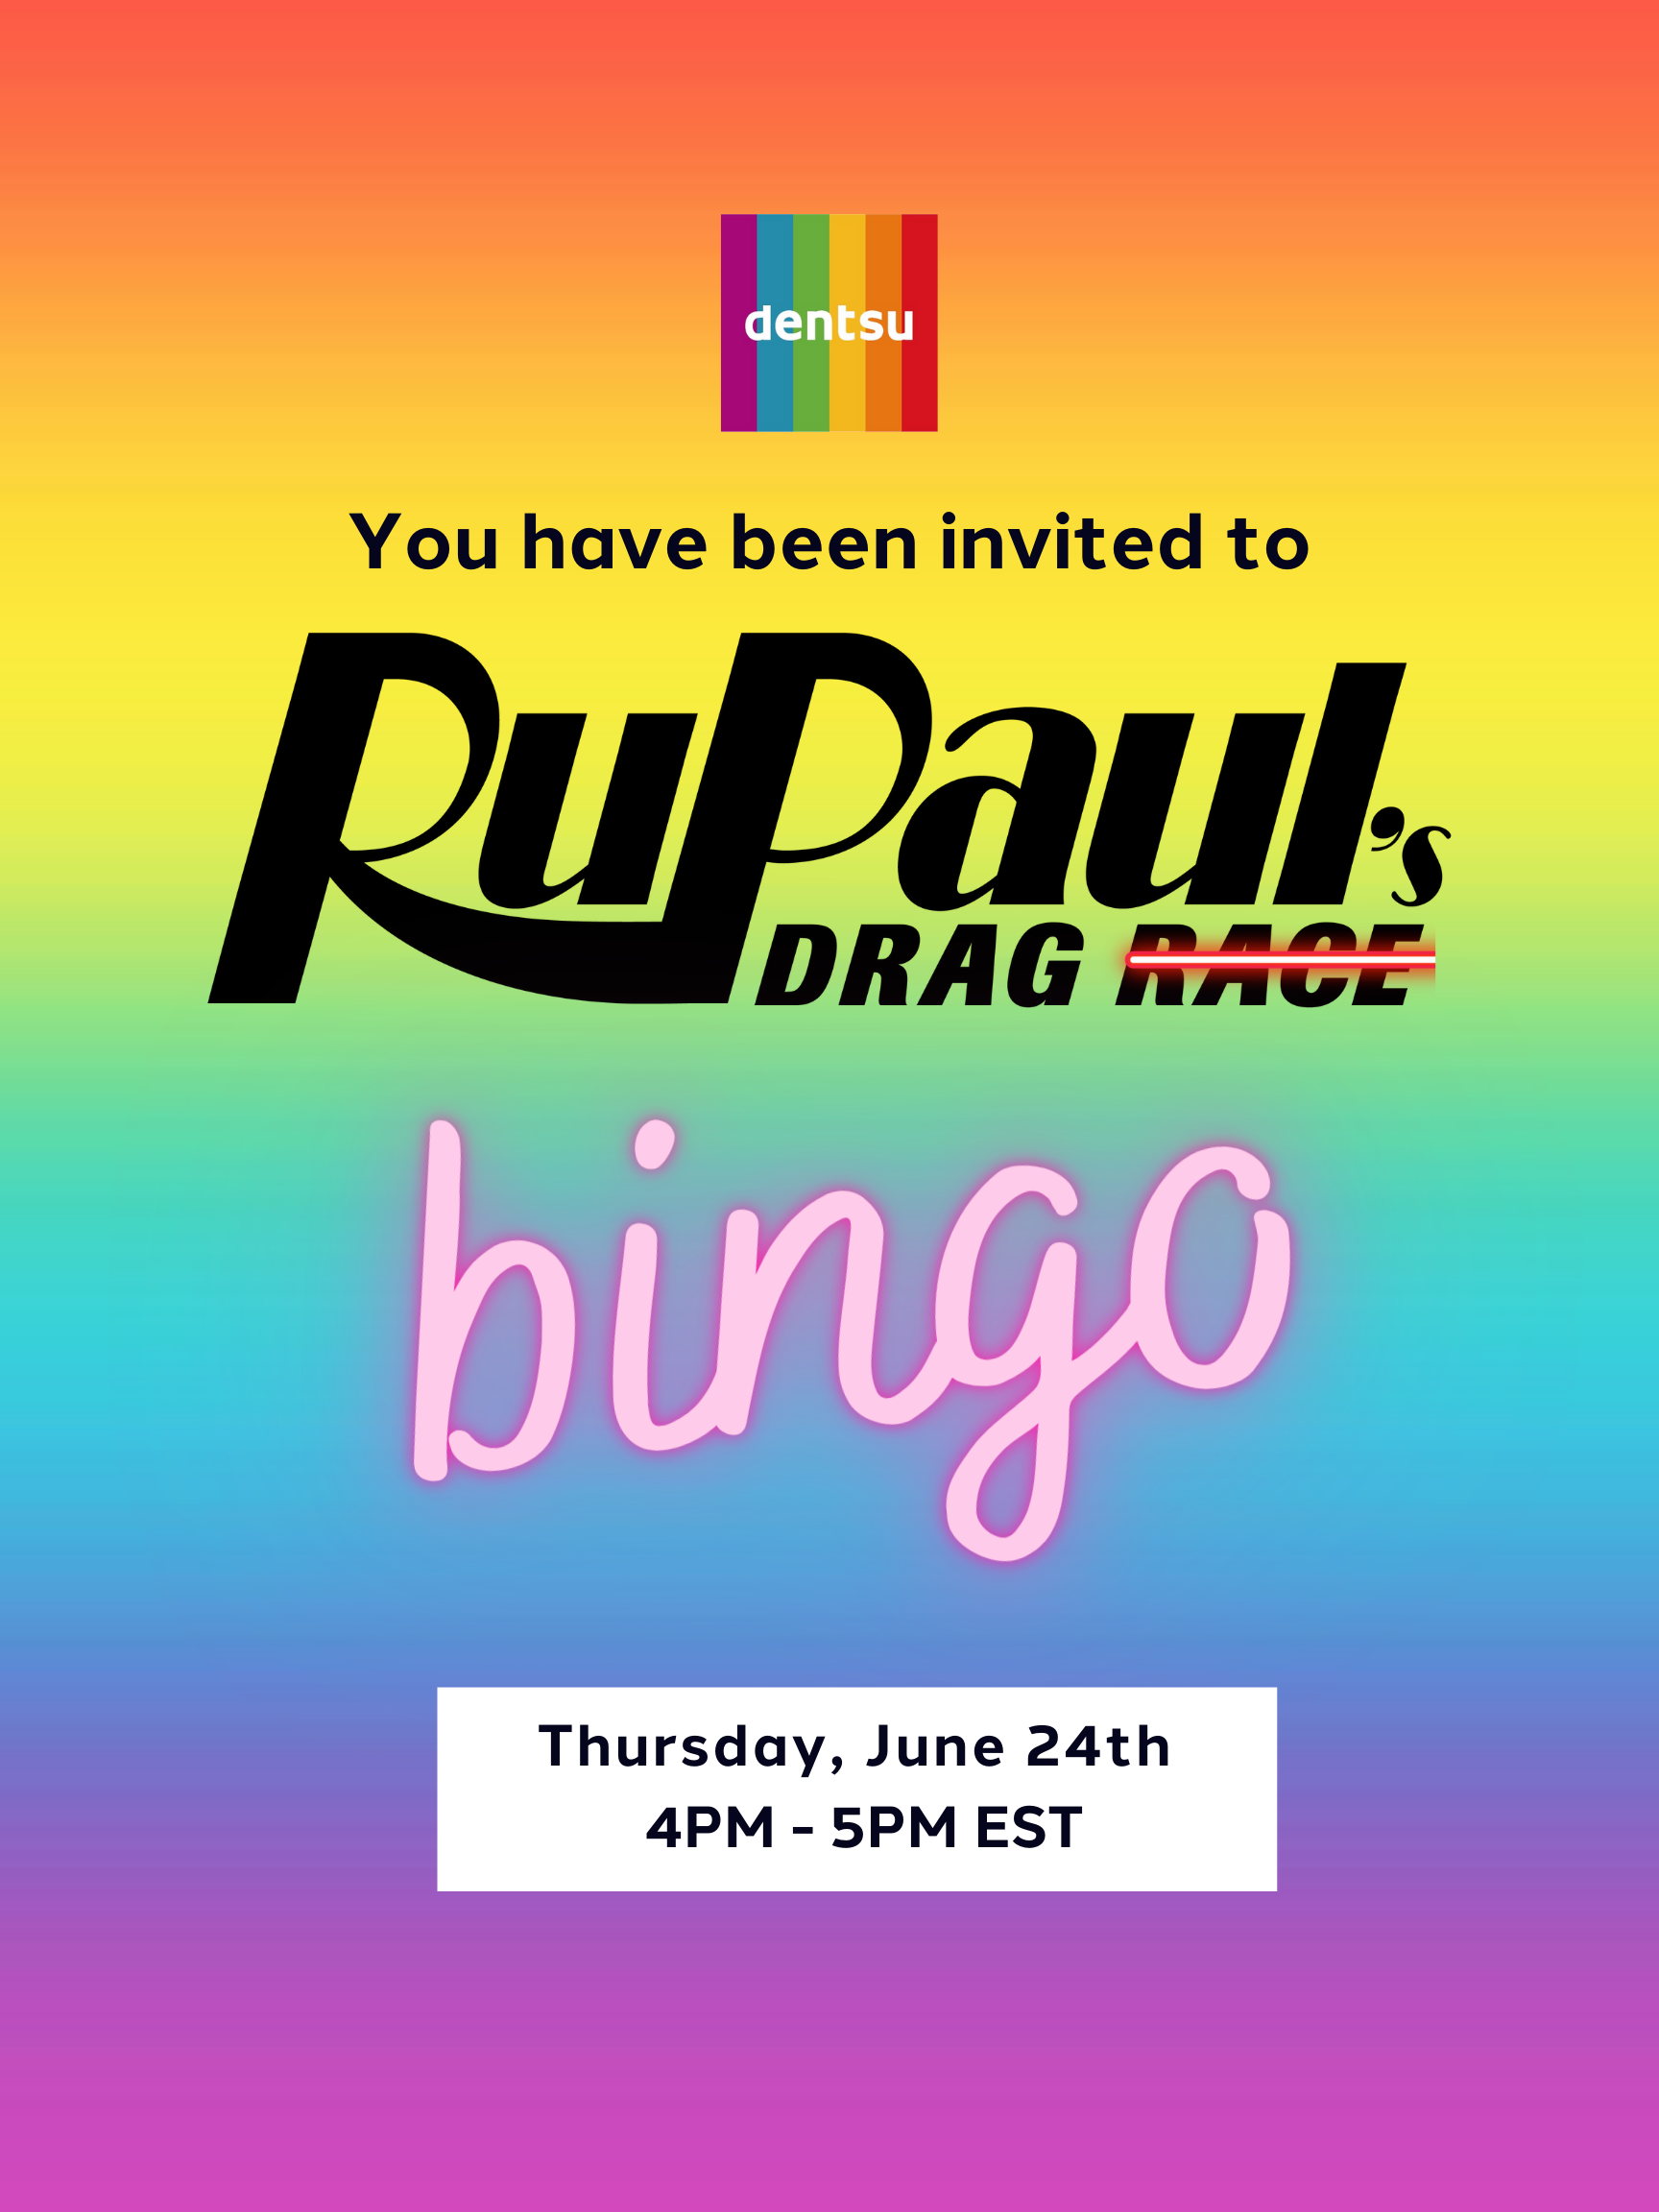 dentsu
You have been invited to
RuPaul's
DRAG RACE
bingo
Thursday, June 24th
4PM - 5PM EST